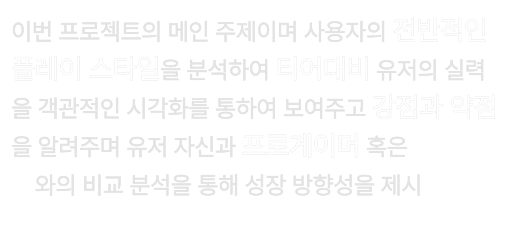 이번 프로젝트의 메인 주제이며 사용자의 전반적인
플레이 스타일을 분석하여 티어대비 유저의 실력
을 객관적인 시각화를 통하여 보여주고 강점과 약점
을 알려주며 유저 자신과 프로게이머 혹은
와의 비교 분석을 통해 성장 방향성을 제시